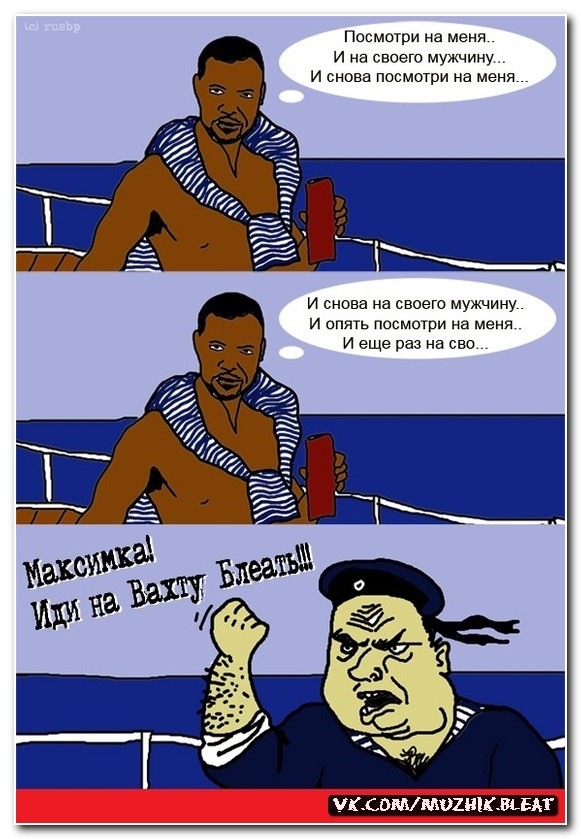 (c) rusbp
Посмотри на меня..
И на своего мужчину...
И снова посмотри на меня...
И снова на своего мужчину..
И опять посмотри на меня..
И еще раз на сво...
Максимка!
Иди на Вахту Блеать!!!
VK.COM/MUZHIK.BLEAT